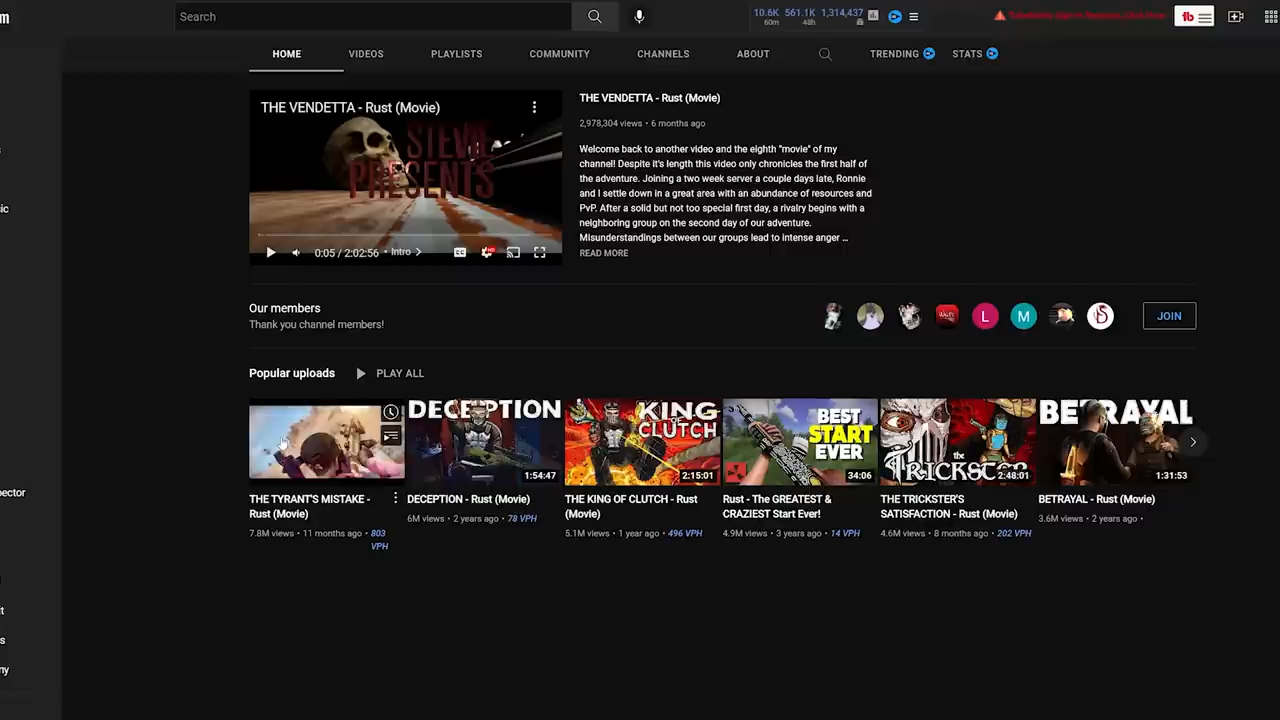 m
Search
10.6K 561.1K 1,314,437
60m 48h
tb
HOME VIDEOS PLAYLISTS COMMUNITY CHANNELS ABOUT TRENDING STATS
THE VENDETTA - Rust (Movie)
STEVIE
PRESENTS
0:05 / 2:02:56 • Intro
CC
HD
THE VENDETTA - Rust (Movie)
2,978,304 views • 6 months ago
Welcome back to another video and the eighth "movie" of my
channel! Despite it's length this video only chronicles the first half of
the adventure. Joining a two week server a couple days late, Ronnie
and I settle down in a great area with an abundance of resources and
PvP. After a solid but not too special first day, a rivalry begins with a
neighboring group on the second day of our adventure.
Misunderstandings between our groups lead to intense anger ...
READ MORE
sic
Our members
Thank you channel members!
L
M
JOIN
Popular uploads
PLAY ALL
DECEPTION
1:54:47
KING
CLUTCH
2:15:01
BEST
START
EVER
34:06
the
TRICKSTER
2:48:01
BETRAYAL
1:31:53
THE TYRANT'S MISTAKE -
Rust (Movie)
7.8M views • 11 months ago • 803
VPH
DECEPTION - Rust (Movie)
6M views • 2 years ago • 78 VPH
THE KING OF CLUTCH - Rust
(Movie)
5.1M views • 1 year ago • 496 VPH
Rust - The GREATEST &
CRAZIEST Start Ever!
4.9M views • 3 years ago • 14 VPH
THE TRICKSTER'S
SATISFACTION - Rust (Movie)
4.6M views • 8 months ago • 202 VPH
BETRAYAL - Rust (Movie)
3.6M views • 2 years ago •
pector
t
s
ny